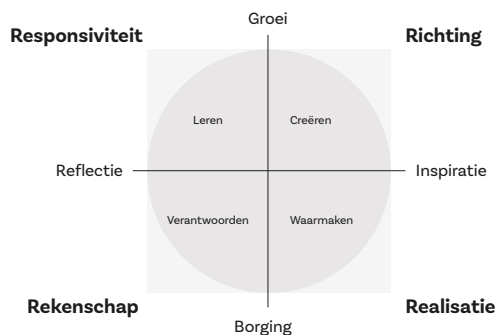 Groei
Responsiviteit
Richting
Leren
Creëren
Reflectie
Inspiratie
Verantwoorden
Waarmaken
Rekenschap
Realisatie
Borging